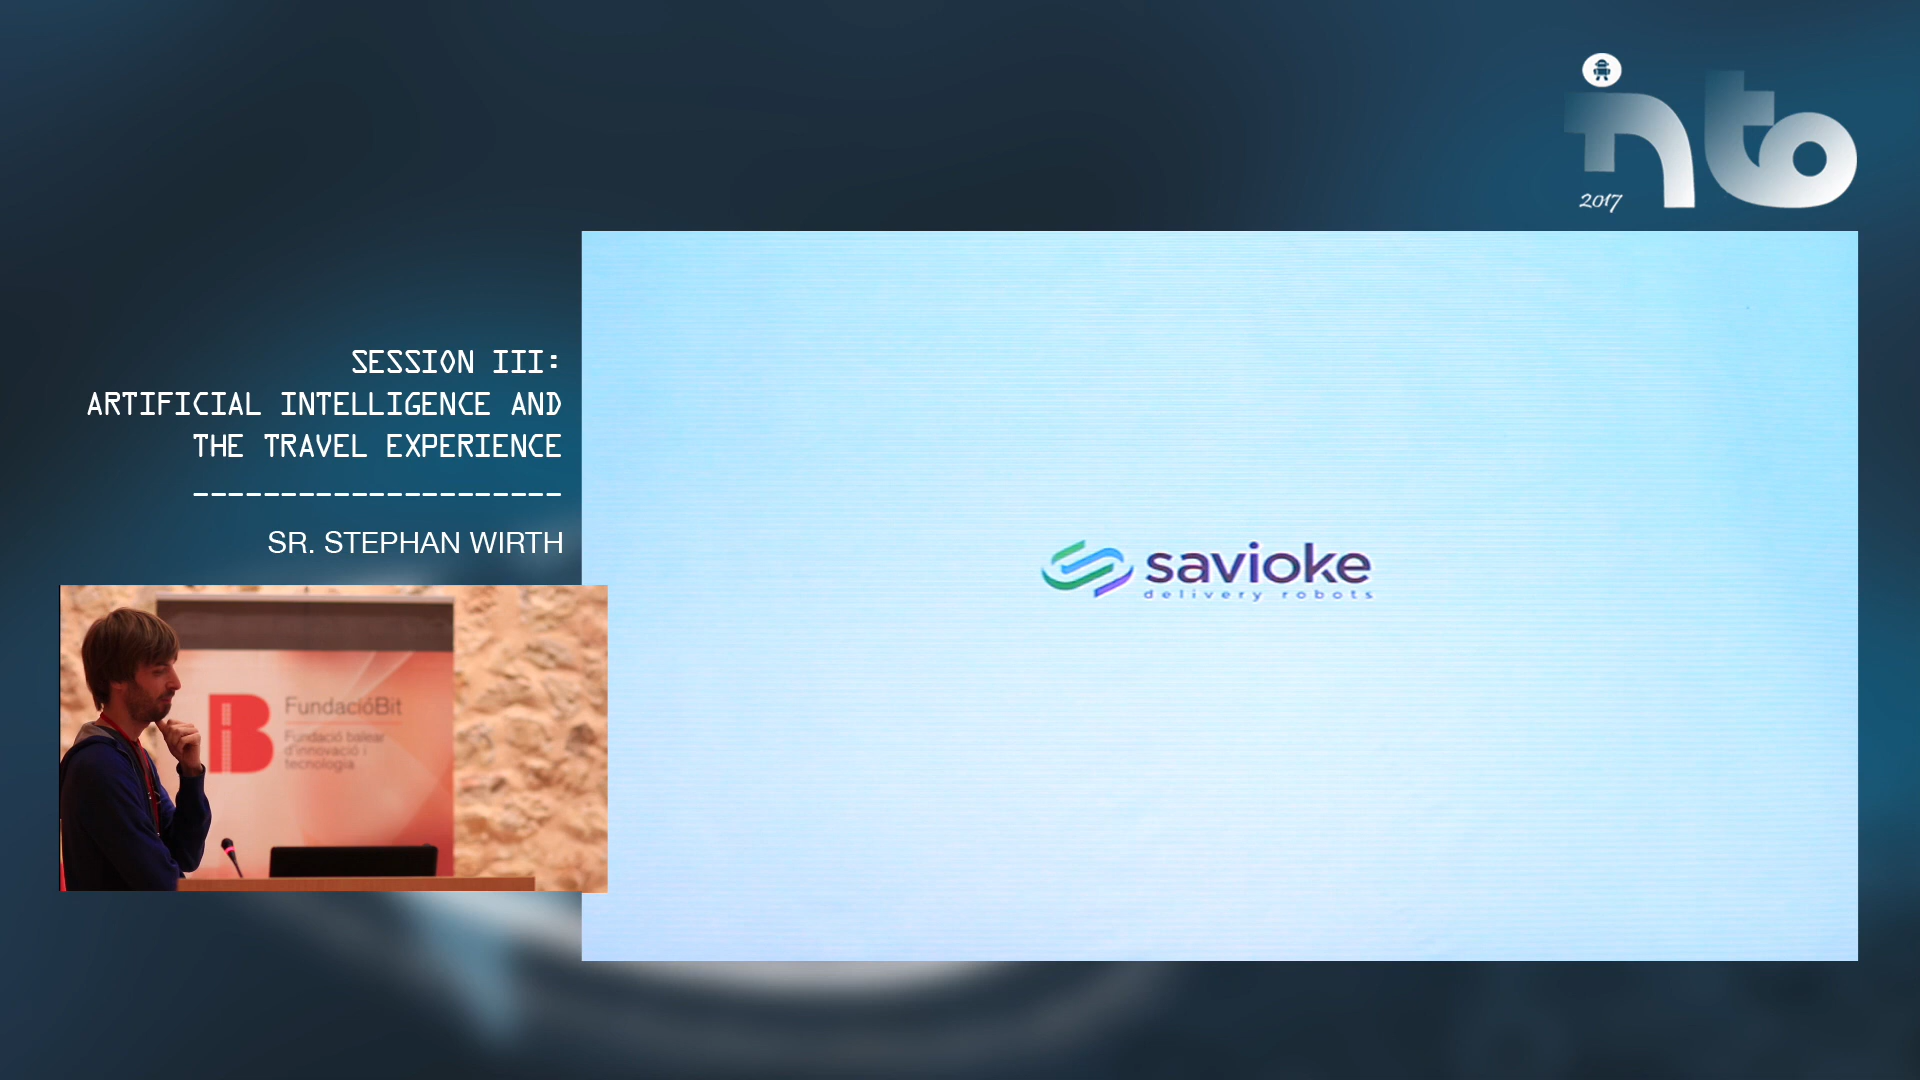 into
2017
SESSION III:
ARTIFICIAL INTELLIGENCE AND
THE TRAVEL EXPERIENCE
---------------------
SR. STEPHAN WIRTH
savioke
delivery robots
B
FundacióBit
Fundació balear
d'innovació i
tecnologia